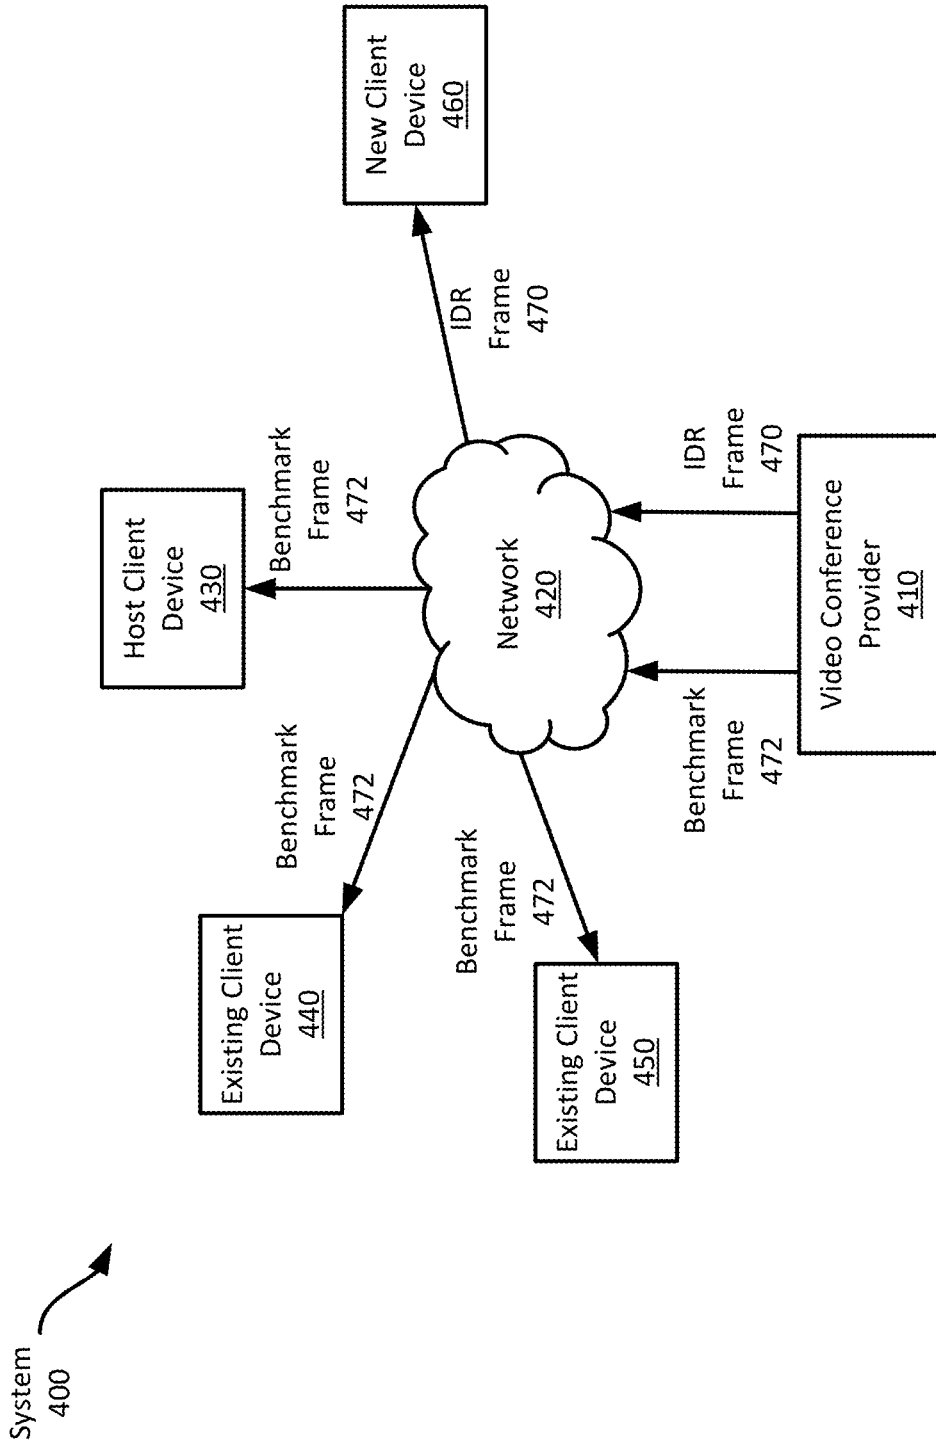 System
400
Existing Client
Device
440
Benchmark
Frame
472
Host Client
Device
430
Benchmark
Frame
472
New Client
Device
460
IDR
Frame
470
Network
420
Existing Client
Device
450
Benchmark
Frame
472
Benchmark
Frame
472
IDR
Frame
470
Video Conference
Provider
410